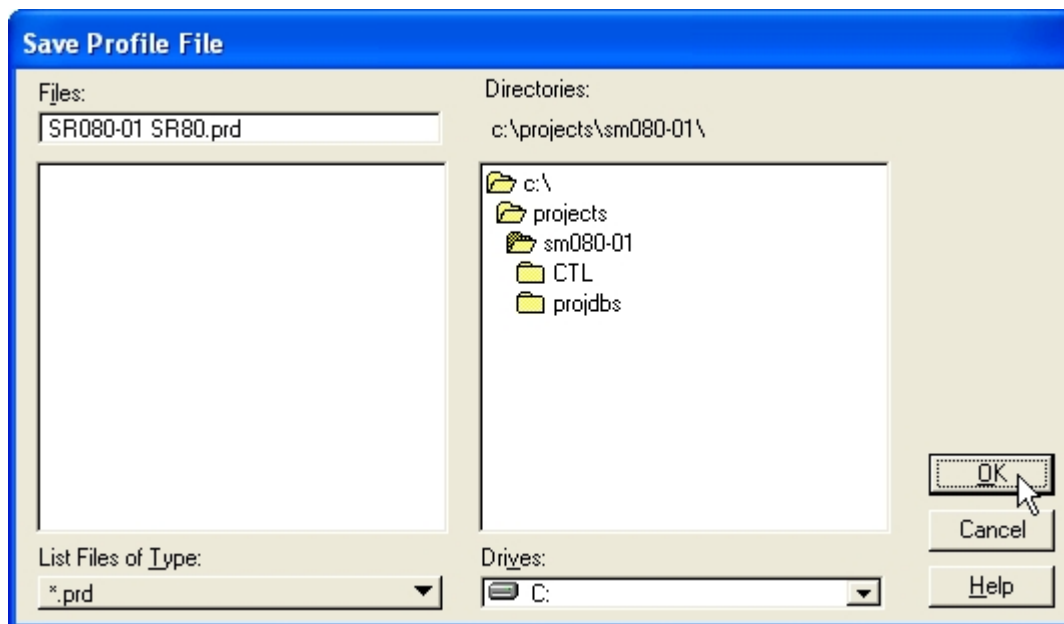 Save Profile File
Files:
SR080-01 SR80.prd
Directories:
c:\projects\sm080-01\
c:\
projects
sm080-01
CTL
projdbs
OK
Cancel
Help
List Files of Type:
*.prd
Drives:
C: